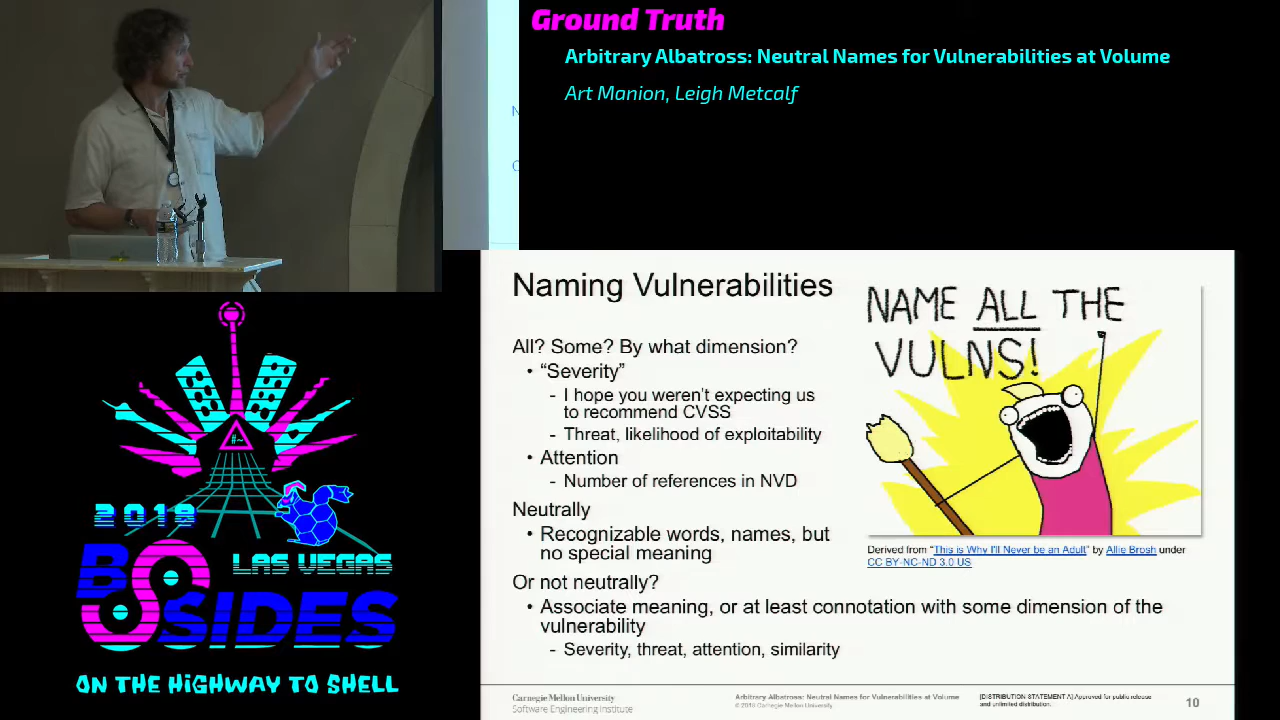 Ground Truth
Arbitrary Albatross: Neutral Names for Vulnerabilities at Volume
Art Manion, Leigh Metcalf
N
C
#~
2019
LAS VEGAS
BSIDES
ON THE HIGHWAY TO SHELL
Naming Vulnerabilities
All? Some? By what dimension?
• “Severity”
- I hope you weren’t expecting us
to recommend CVSS
- Threat, likelihood of exploitability
• Attention
- Number of references in NVD
Neutrally
• Recognizable words, names, but
no special meaning
Or not neutrally?
• Associate meaning, or at least connotation with some dimension of the
vulnerability
- Severity, threat, attention, similarity
NAME ALL THE
VULNS!
Derived from “This is Why I'll Never be an Adult” by Allie Brosh under
CC BY-NC-ND 3.0 US
Carnegie Mellon University
Software Engineering Institute
Arbitrary Albatross: Neutral Names for Vulnerabilities at Volume
© 2019 Carnegie Mellon University
[DISTRIBUTION STATEMENT A] Approved for public release
and unlimited distribution.
10